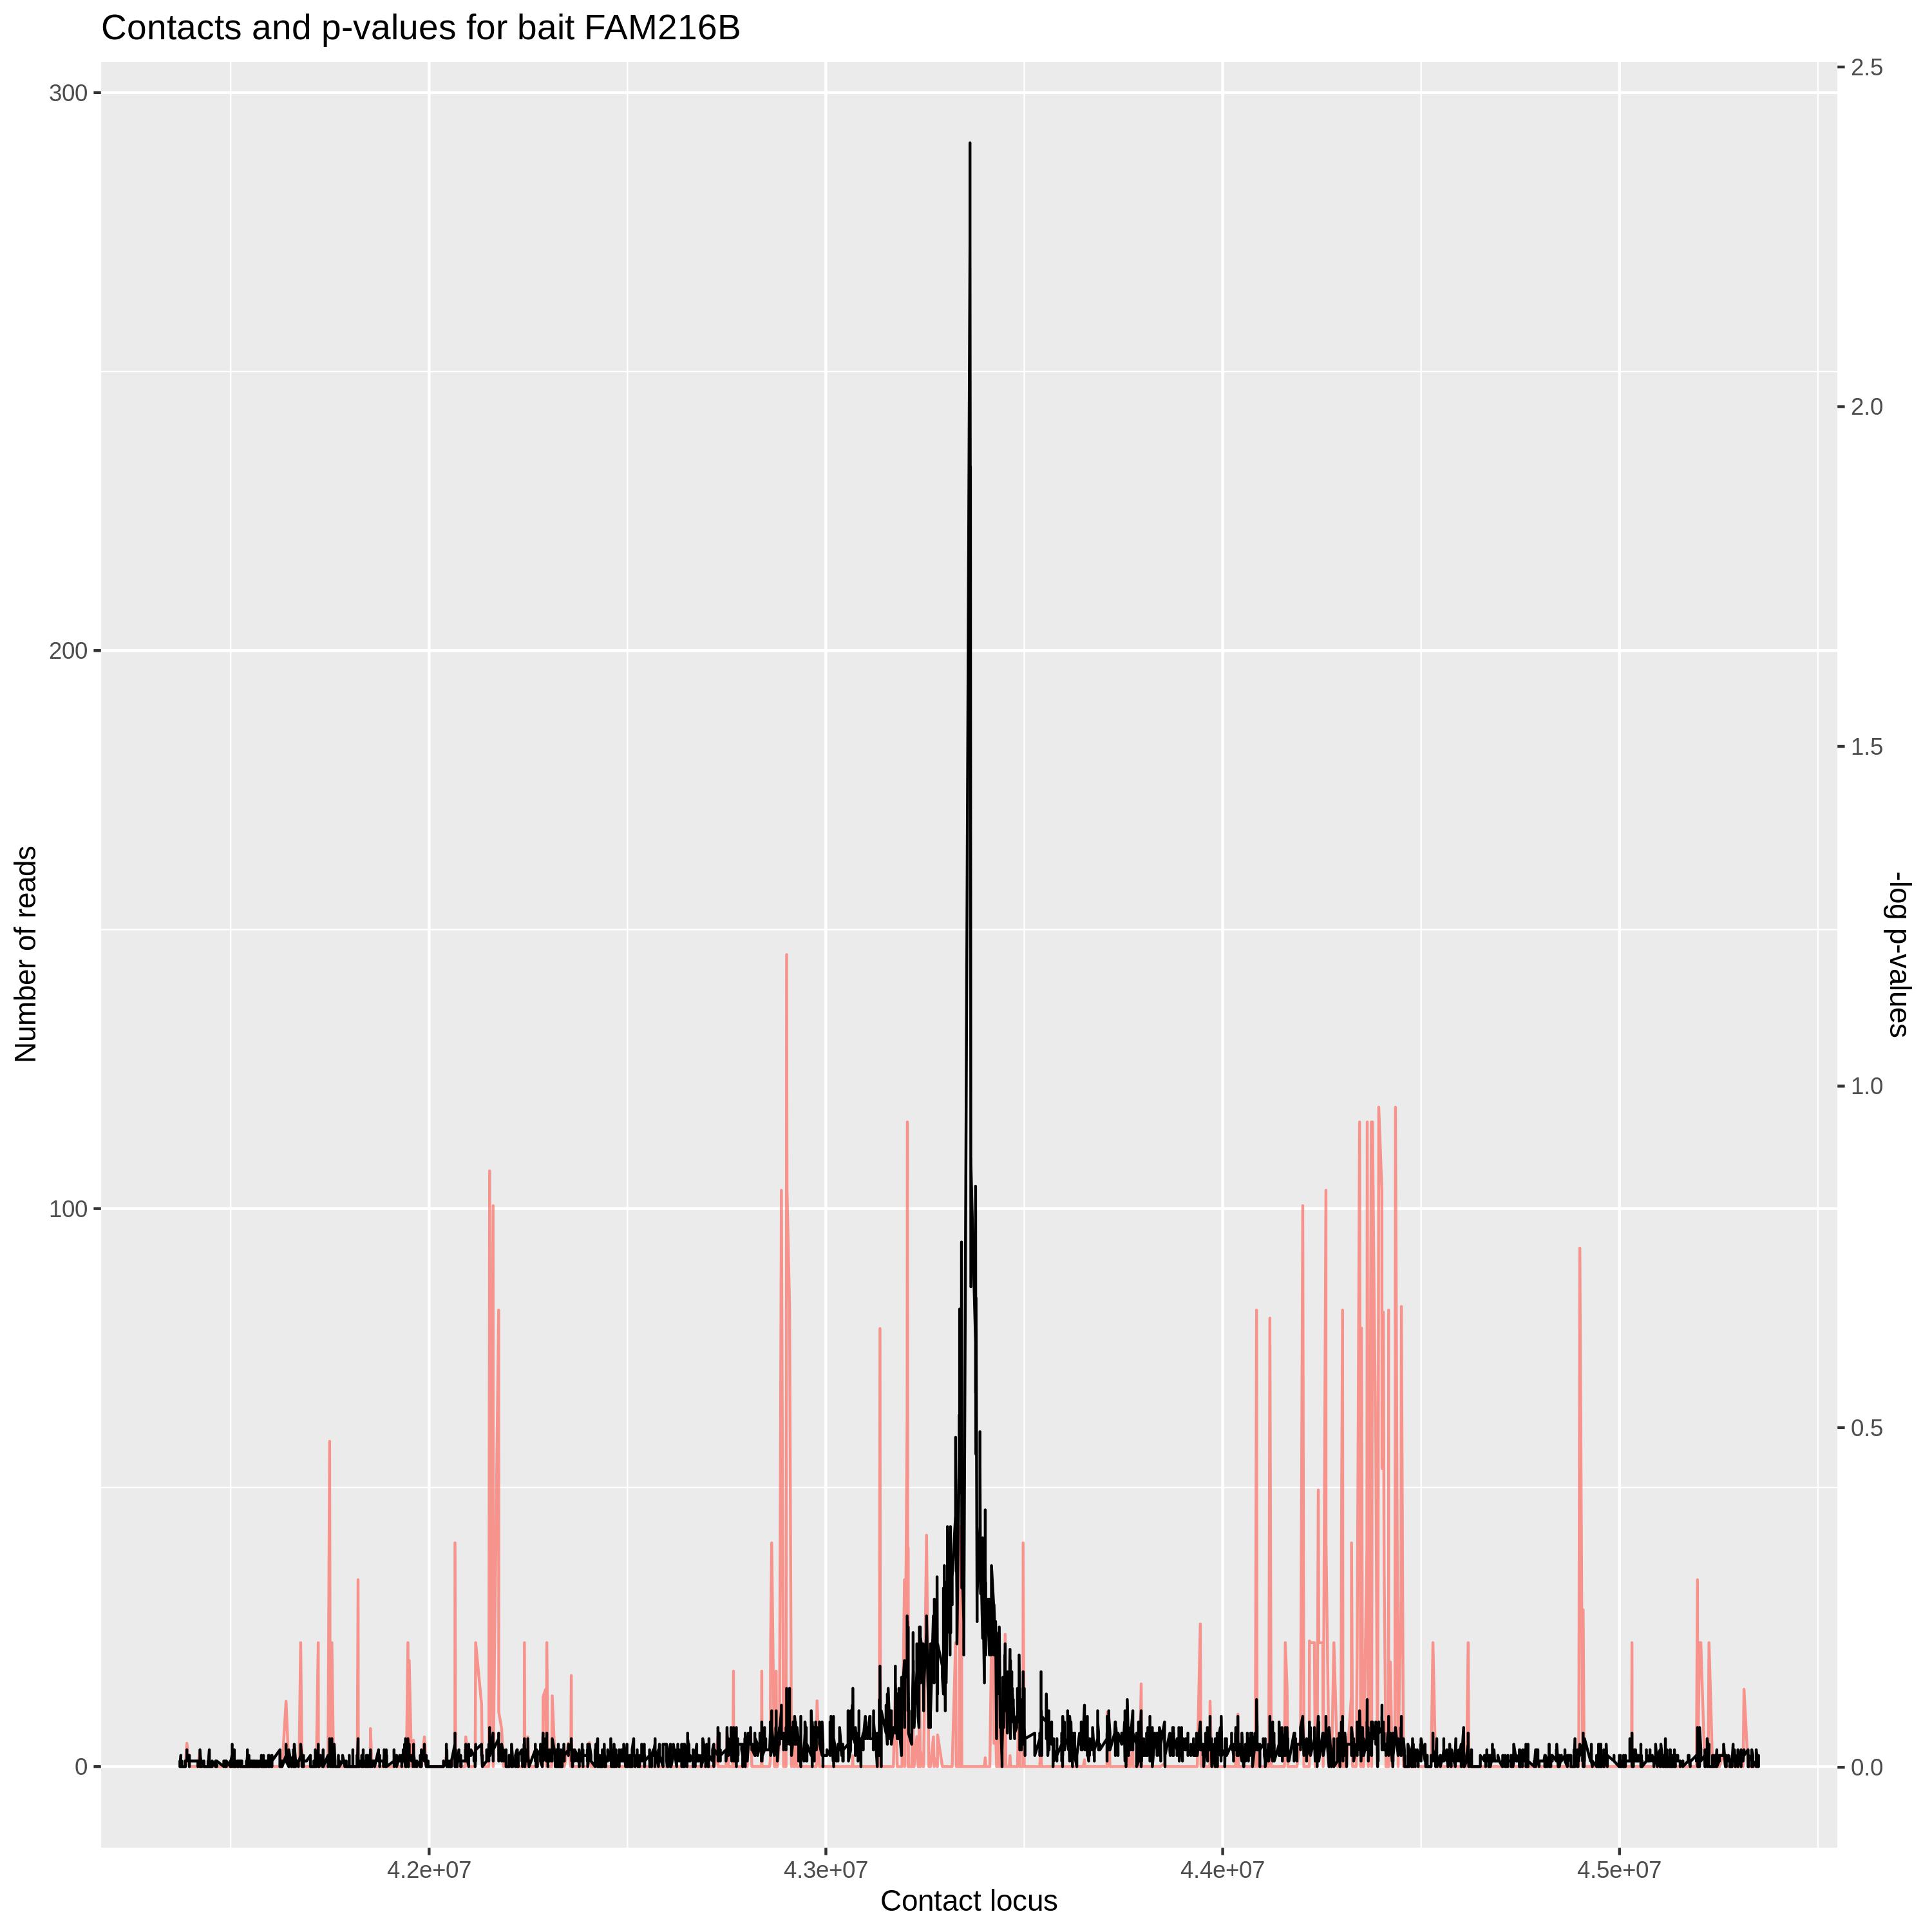 Contacts and p-values for bait FAM216B
300
200
100
0
Number of reads
2.5
2.0
1.5
1.0
0.5
0.0
-log p-values
4.2e+07
4.3e+07
4.4e+07
4.5e+07
Contact locus